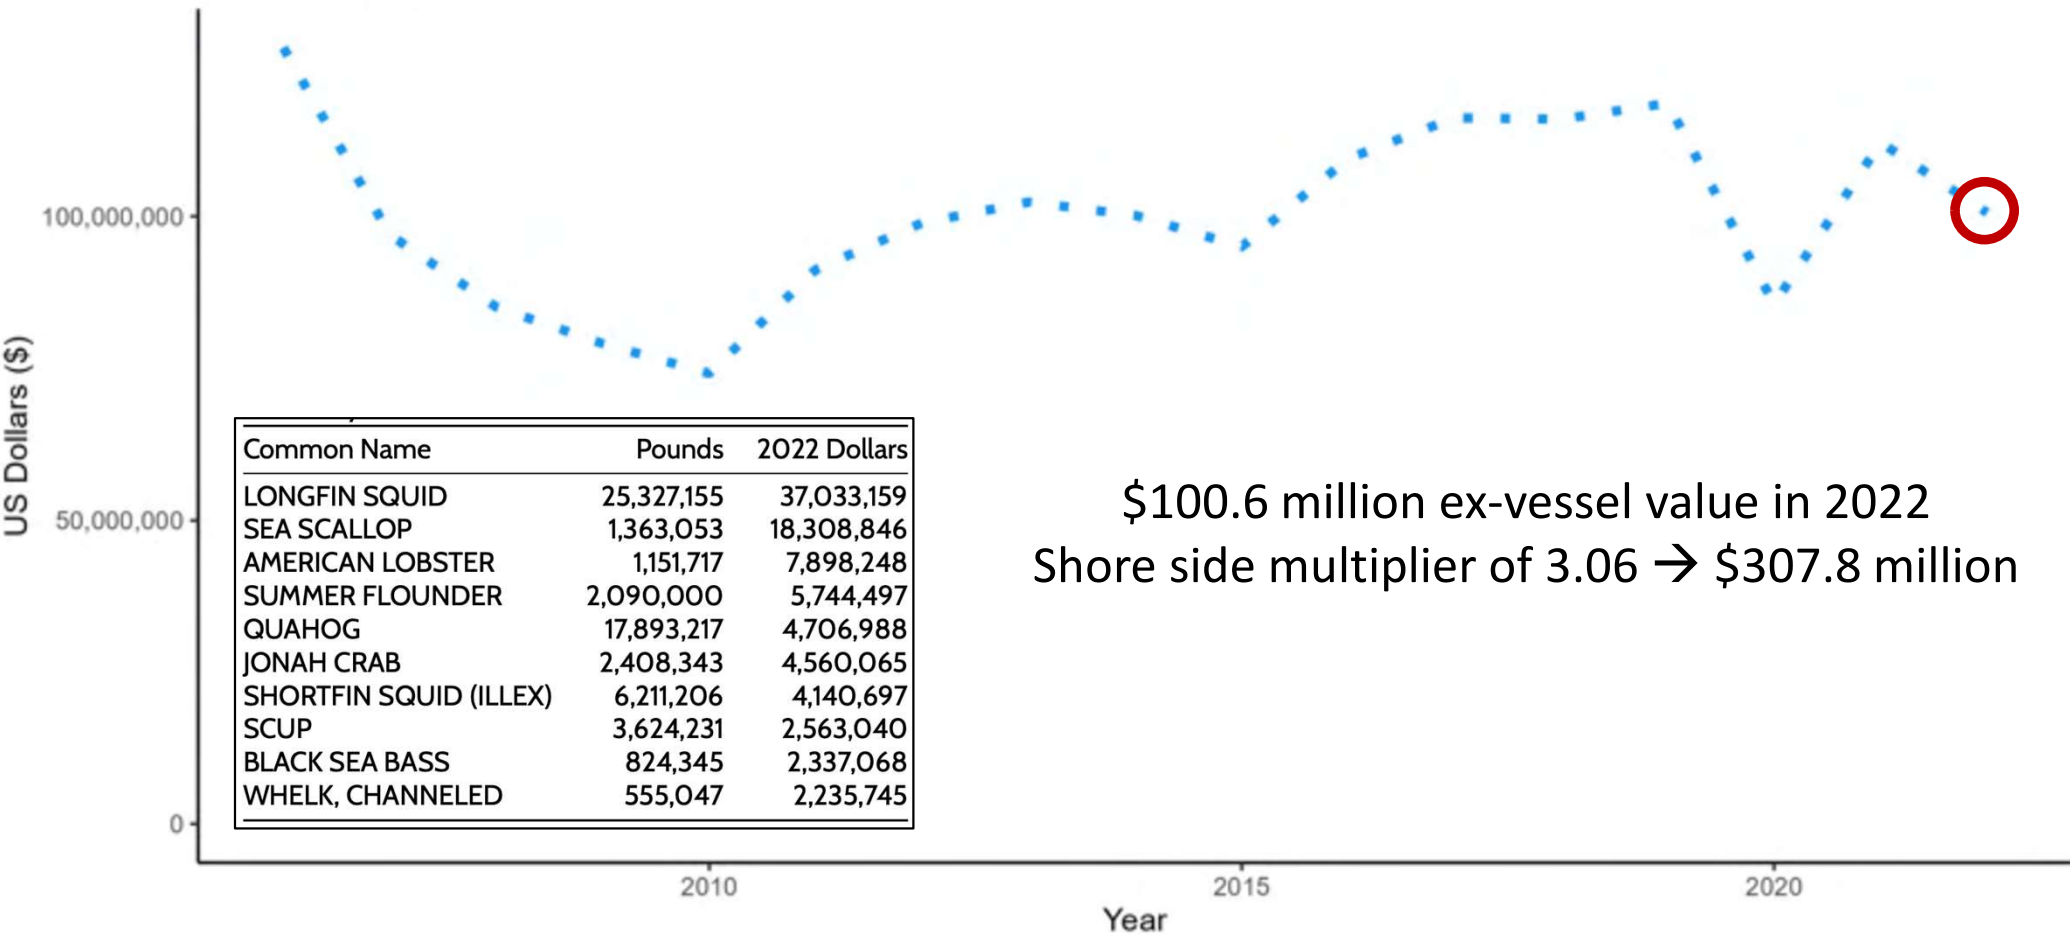 US Dollars ($)
100,000,000
50,000,000
0
Common Name Pounds 2022 Dollars
LONGFIN SQUID 25,327,155 37,033,159
SEA SCALLOP 1,363,053 18,308,846
AMERICAN LOBSTER 1,151,717 7,898,248
SUMMER FLOUNDER 2,090,000 5,744,497
QUAHOG 17,893,217 4,706,988
JONAH CRAB 2,408,343 4,560,065
SHORTFIN SQUID (ILLEX) 6,211,206 4,140,697
SCUP 3,624,231 2,563,040
BLACK SEA BASS 824,345 2,337,068
WHELK, CHANNELED 555,047 2,235,745
$100.6 million ex-vessel value in 2022
Shore side multiplier of 3.06 → $307.8 million
2010 2015 2020
Year